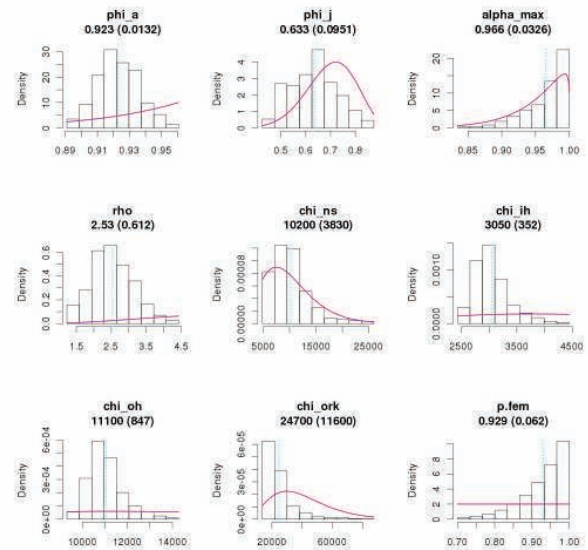 phi_a
0.923 (0.0132)
Density
0 10 20 30
0.89 0.91 0.93 0.95
phi_j
0.633 (0.0951)
Density
0 1 2 3 4
0.5 0.6 0.7 0.8
alpha_max
0.966 (0.0326)
Density
0 5 10 20
0.85 0.90 0.95 1.00
rho
2.53 (0.612)
Density
0.0 0.2 0.4 0.6
1.5 2.5 3.5 4.5
chi_ns
10200 (3830)
Density
0.00000 0.00008
5000 15000 25000
chi_ih
3050 (352)
Density
0.0000 0.0010
2500 3500 4500
chi_oh
11100 (847)
Density
0e+00 3e-04 6e-04
10000 12000 14000
chi_ork
24700 (11600)
Density
0e+00 3e-05 6e-05
20000 60000
p.fem
0.929 (0.062)
Density
0 2 4 6 8
0.70 0.80 0.90 1.00